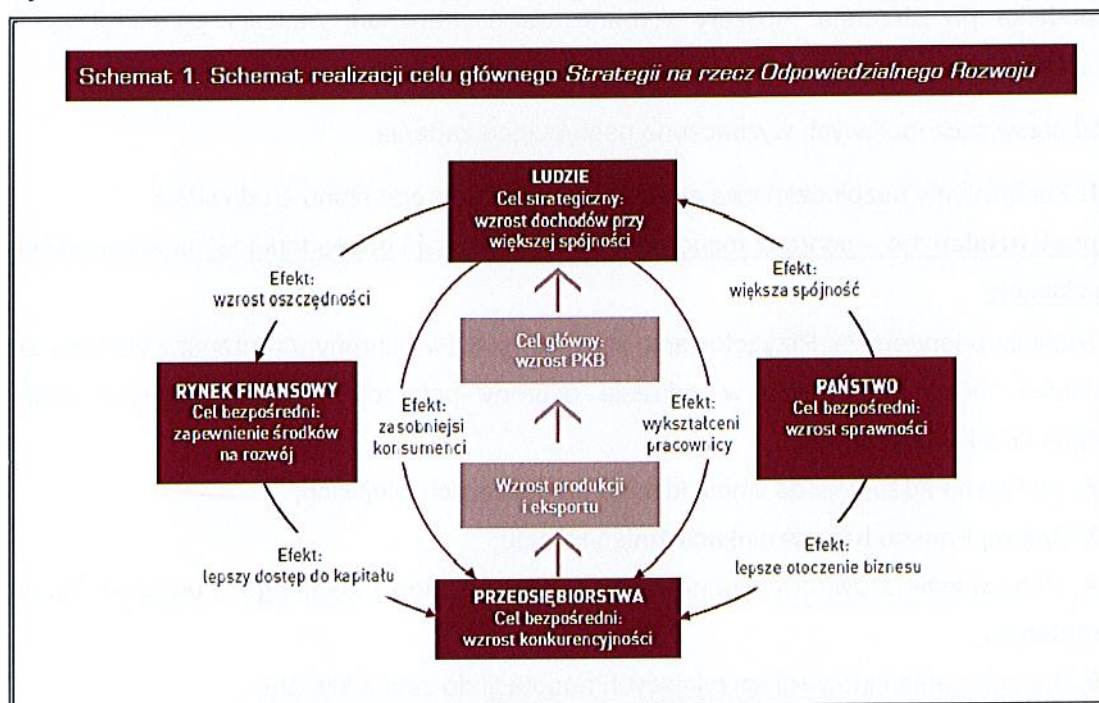 Schemat 1. Schemat realizacji celu głównego Strategii na rzecz Odpowiedzialnego Rozwoju
LUDZIE
Cel strategiczny:
wzrost dochodów przy
większej spójności
Efekt:
wzrost oszczędności
Efekt:
większa spójność
Cel główny:
wzrost PKB
RYNEK FINANSOWY
Cel bezpośredni:
zapewnienie środków
na rozwój
Efekt:
zasobniejsi
konsumenci
Efekt:
wykształceni
pracownicy
PAŃSTWO
Cel bezpośredni:
wzrost sprawności
Wzrost produkcji
i eksportu
Efekt:
lepszy dostęp do kapitału
Efekt:
lepsze otoczenie biznesu
PRZEDSIĘBIORSTWA
Cel bezpośredni:
wzrost konkurencyjności